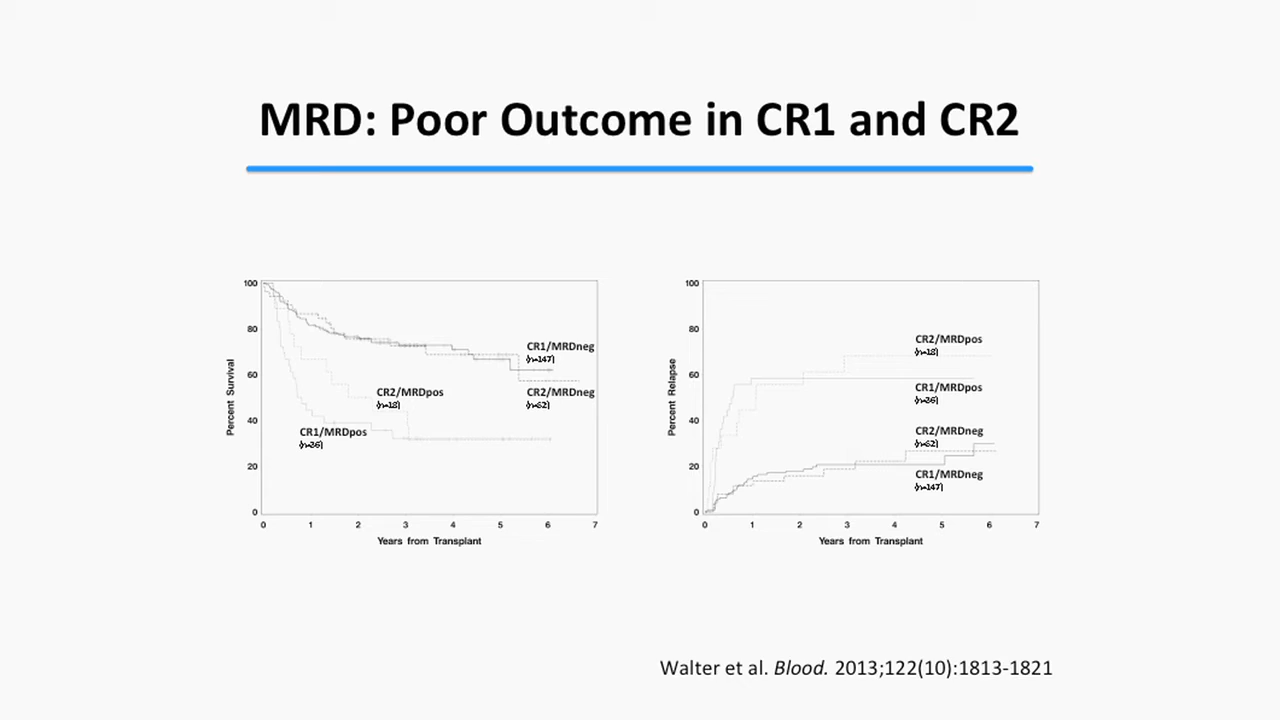 MRD: Poor Outcome in CR1 and CR2
100
80
60
40
20
0
Percent Survival
CR1/MRDneg
(n=147)
CR2/MRDpos
(n=18)
CR2/MRDneg
(n=62)
CR1/MRDpos
(n=36)
0 1 2 3 4 5 6 7
Years from Transplant
100
80
60
40
20
0
Percent Relapse
CR2/MRDpos
(n=18)
CR1/MRDpos
(n=36)
CR2/MRDneg
(n=62)
CR1/MRDneg
(n=147)
0 1 2 3 4 5 6 7
Years from Transplant
Walter et al. Blood. 2013;122(10):1813-1821